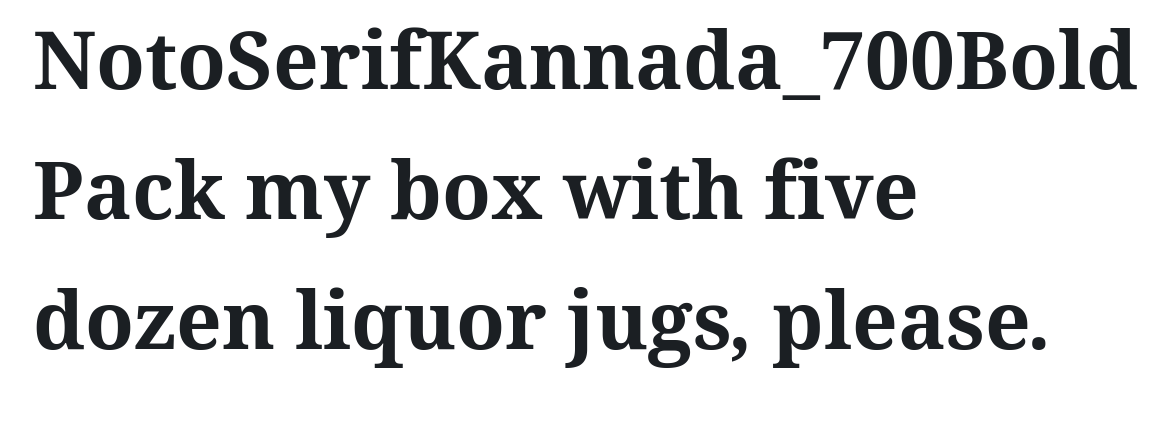 NotoSerifKannada_700Bold
Pack my box with five
dozen liquor jugs, please.